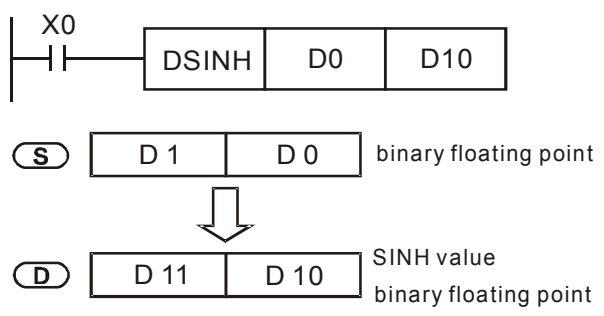 X0
DSINH D0 D10
S D 1 D 0 binary floating point
D D 11 D 10 SINH value
binary floating point